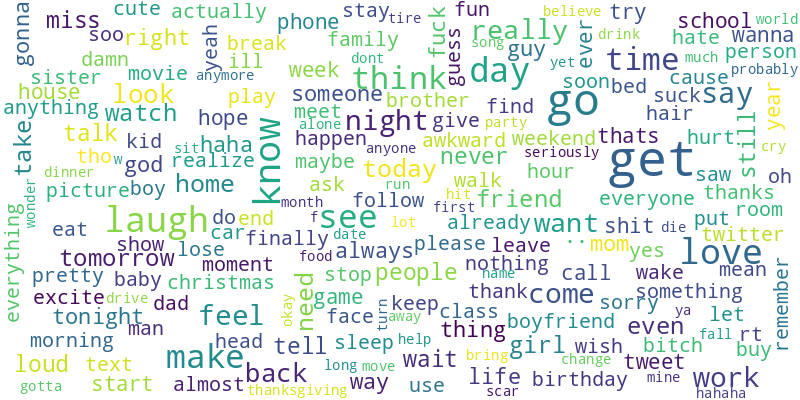 gonna
miss
cute
actually
soo
right
yeah
break
phone
stay
tire
fun
fuck
guess
really
guy
ever
believe
try
school
world
song
drink
hate
wanna
damn
ill
family
dont
yet
much
person
sister
movie
anymore
week
think
day
soon
time
cause
probably
house
look
play
someone
brother
go
bed
suck
say
year
anything
watch
hope
meet
night
give
find
hair
take
talk
kid
haha
happen
alone
anyone
awkward
party
weekend
thats
hurt
still
cry
tho
w
god
sit
realize
know
maybe
today
never
seriously
get
saw
oh
dinner
picture
boy
home
ask
run
walk
hour
wonder
month
follow
hit
friend
everyone
thanks
everything
laugh
do
end
f
see
lot
first
already
want
shit
die
put
room
eat
car
finally
date
always
please
leave
..
mom
yes
twitter
show
lose
food
tomorrow
moment
stop
people
nothing
love
pretty
baby
christmas
need
name
call
wake
mean
remember
excite
drive
dad
okay
game
keep
thank
come
something
tonight
feel
face
turn
away
class
sorry
ya
let
man
thing
boyfriend
even
fall
rt
morning
head
tell
sleep
help
girl
wish
bitch
buy
loud
text
make
back
long
move
wait
bring
change
tweet
gotta
start
almost
thanksgiving
way
use
life
scar
birthday
mine
work
hahaha